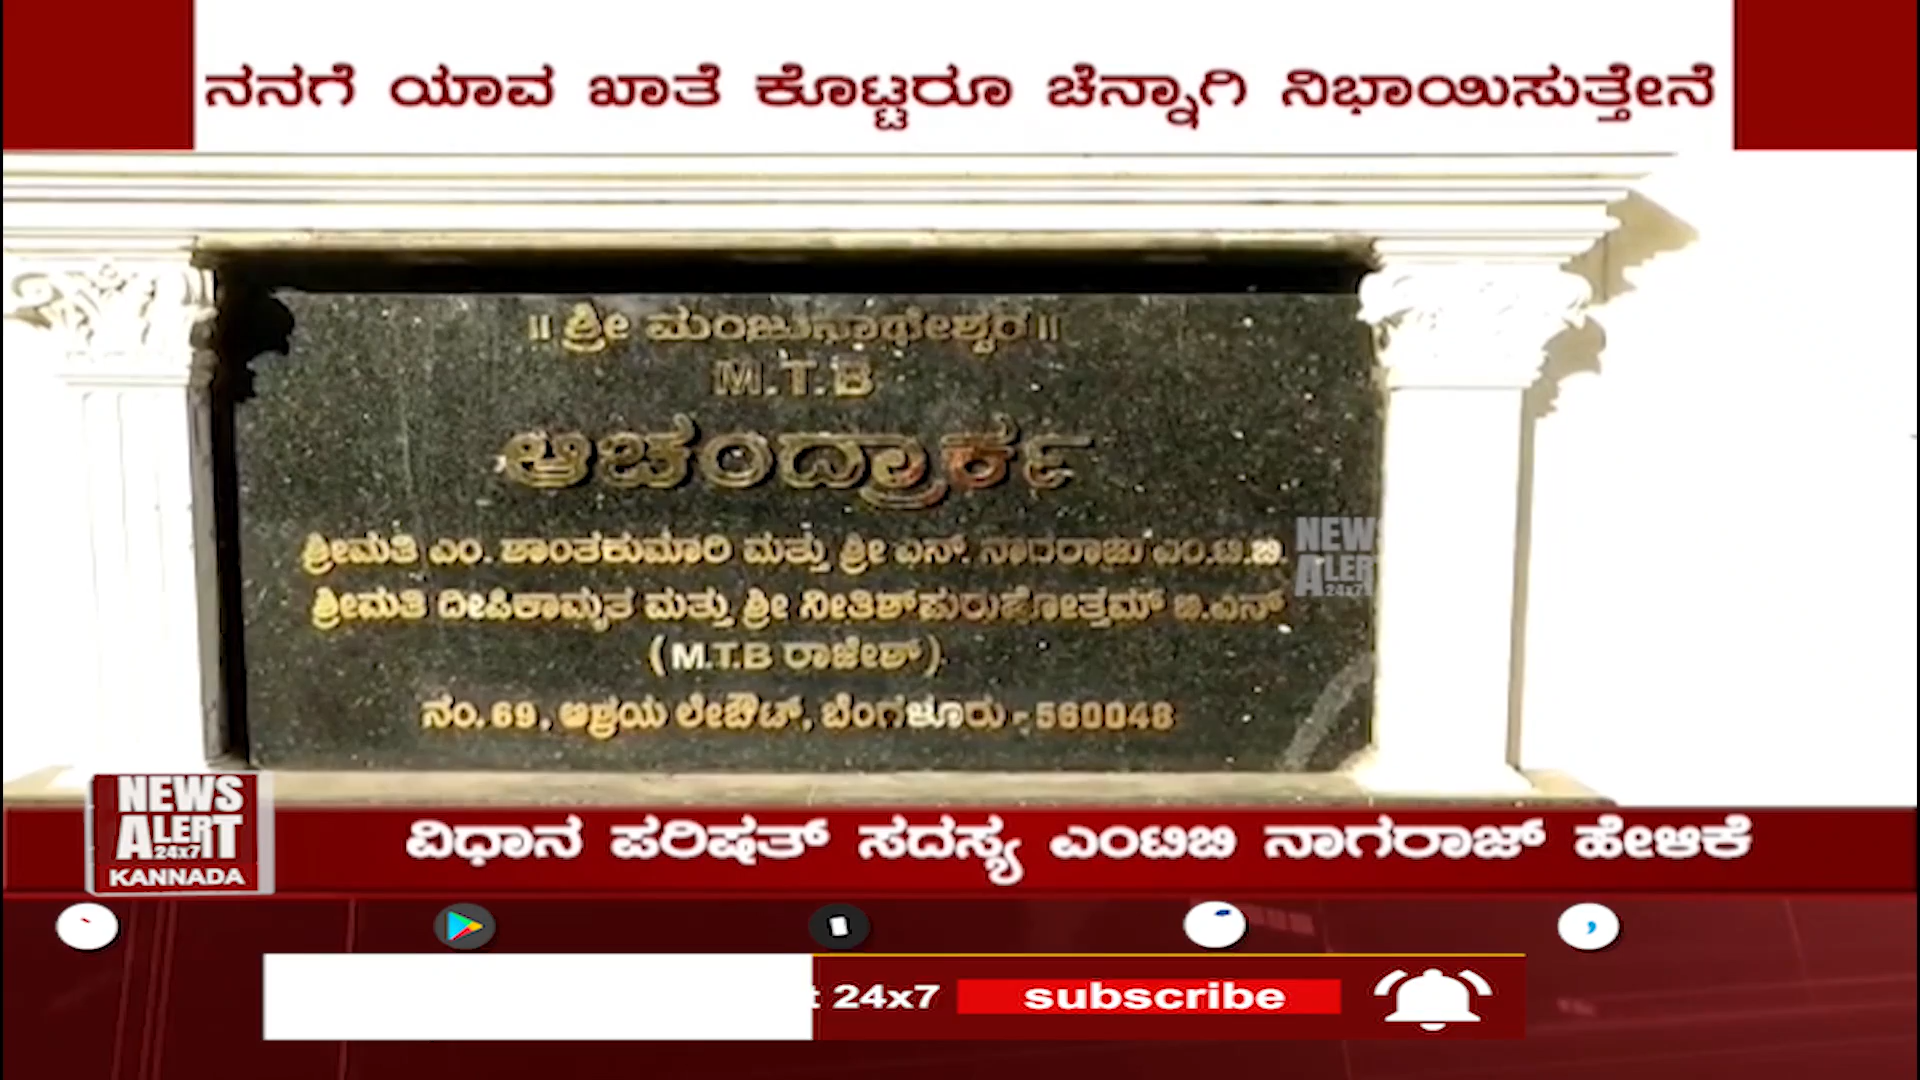 ನನಗೆ ಯಾವ ಖಾತೆ ಕೊಟ್ಟರೂ ಚೆನ್ನಾಗಿ ನಿಭಾಯಿಸುತ್ತೇನೆ
॥ ಶ್ರೀ ಮಂಜುನಾಥೇಶ್ವರ ॥
M.T.B
ಆಚಂದ್ರಾರ್ಕ
ಶ್ರೀಮತಿ ಎಂ. ಶಾಂತಕುಮಾರಿ ಮತ್ತು ಶ್ರೀ ಎನ್. ನಾಗರಾಜು ಎಂ.ಟಿ.ಬಿ.
ಶ್ರೀಮತಿ ದೀಪಿಕಾಮೃತ ಮತ್ತು ಶ್ರೀ ನೀತಿಶ್‌ಪುರುಷೋತ್ತಮ್ ಬಿ.ಎನ್
(M.T.B ರಾಜೇಶ್)
ನಂ. 69, ಆಶ್ರಯ ಲೇಔಟ್, ಬೆಂಗಳೂರು - 560048
NEWS
ALERT
24x7
NEWS
ALERT
24x7
KANNADA
ವಿಧಾನ ಪರಿಷತ್ ಸದಸ್ಯ ಎಂಟಿಬಿ ನಾಗರಾಜ್ ಹೇಳಿಕೆ
24x7 subscribe